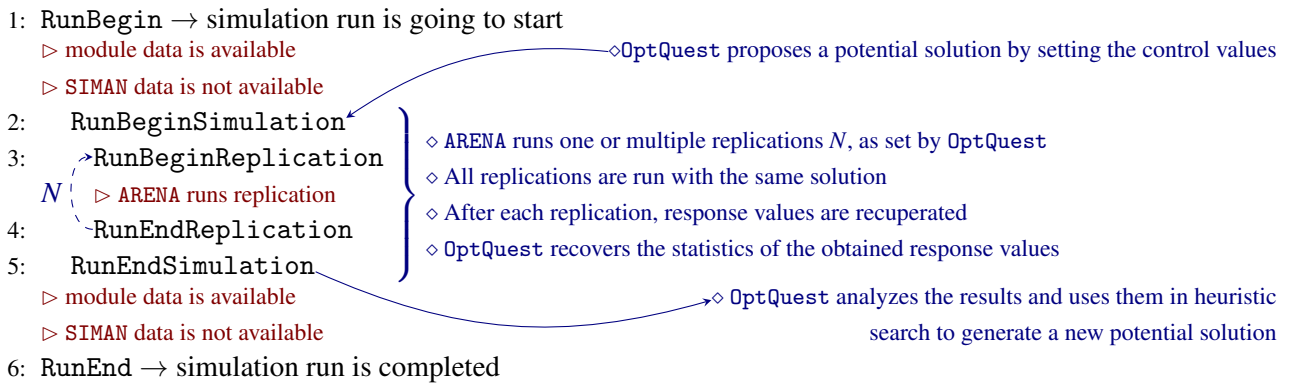 1: RunBegin → simulation run is going to start
▷ module data is available
⋄OptQuest proposes a potential solution by setting the control values
▷ SIMAN data is not available
2: RunBeginSimulation
⋄ ARENA runs one or multiple replications N, as set by OptQuest
3: RunBeginReplication
⋄ All replications are run with the same solution
N ▷ ARENA runs replication
⋄ After each replication, response values are recuperated
4: RunEndReplication
⋄ OptQuest recovers the statistics of the obtained response values
5: RunEndSimulation
▷ module data is available
⋄ OptQuest analyzes the results and uses them in heuristic
▷ SIMAN data is not available
search to generate a new potential solution
6: RunEnd → simulation run is completed